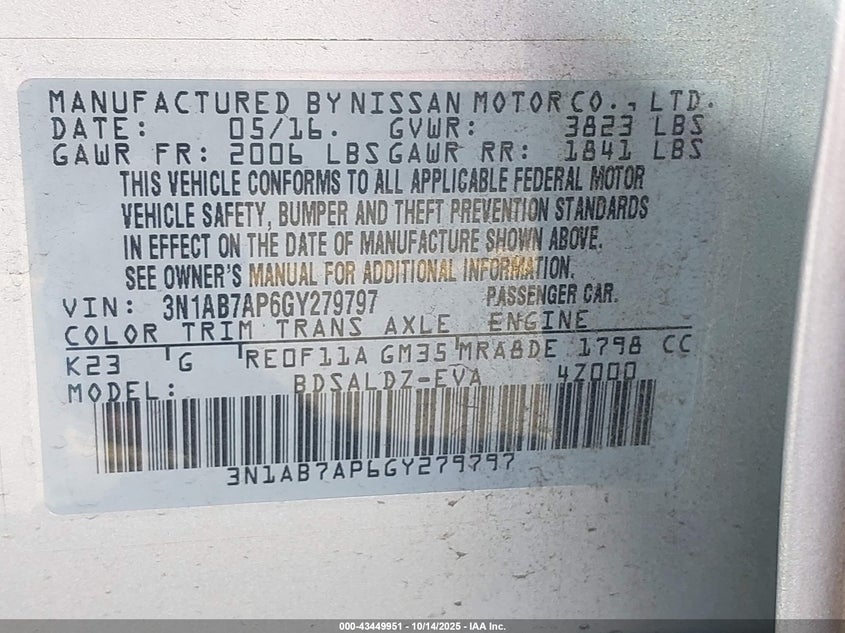 MANUFACTURED BY NISSAN MOTOR CO., LTD.
DATE: 05/16. GVWR: 3823 LBS
GAWR FR: 2006 LBS GAWR RR: 1841 LBS
THIS VEHICLE CONFORMS TO ALL APPLICABLE FEDERAL MOTOR
VEHICLE SAFETY, BUMPER AND THEFT PREVENTION STANDARDS
IN EFFECT ON THE DATE OF MANUFACTURE SHOWN ABOVE.
SEE OWNER'S MANUAL FOR ADDITIONAL INFORMATION.
VIN: 3N1AB7AP6GY279797 PASSENGER CAR.
COLOR TRIM TRANS AXLE ENGINE
K23 G RE0F11A GM35 MRA8DE 1798 CC
MODEL: BDSALDZ-EVA 4Z000
3N1AB7AP6GY279797
000-43449951 - 10/14/2025 - IAA Inc.